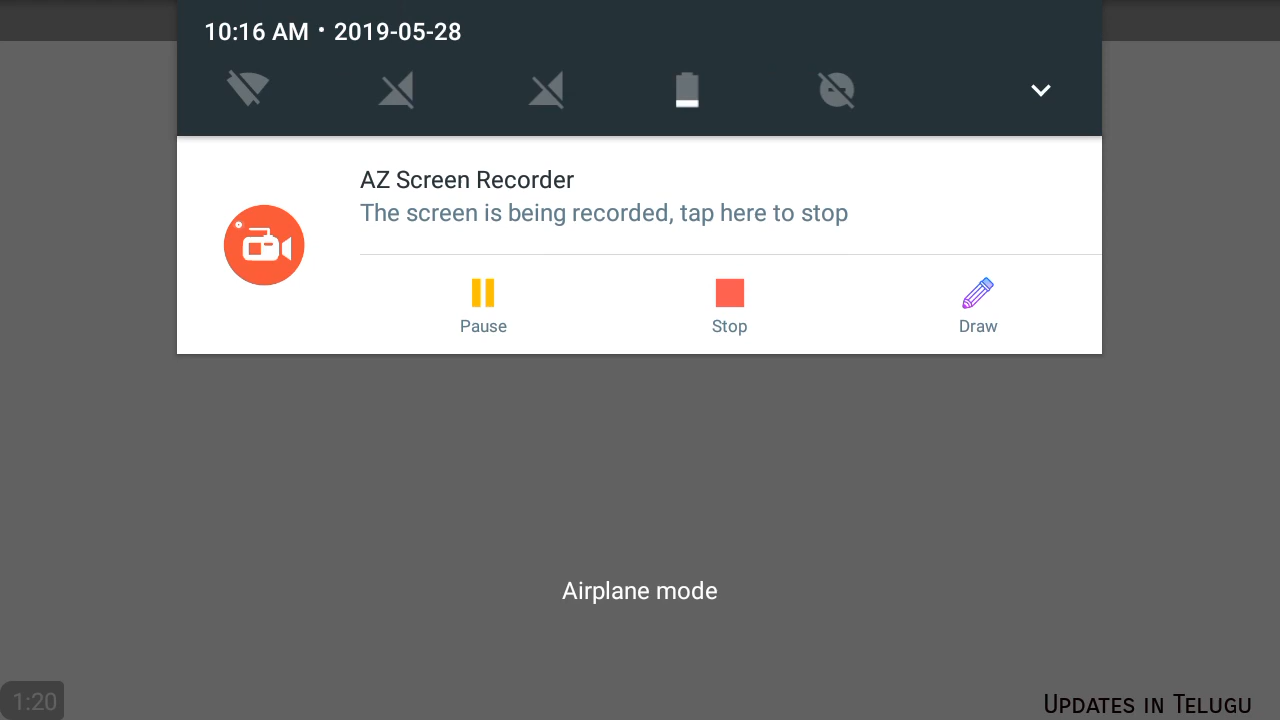 10:16 AM • 2019-05-28
AZ Screen Recorder
The screen is being recorded, tap here to stop
Pause
Stop
Draw
Airplane mode
1:20
UPDATES IN TELUGU